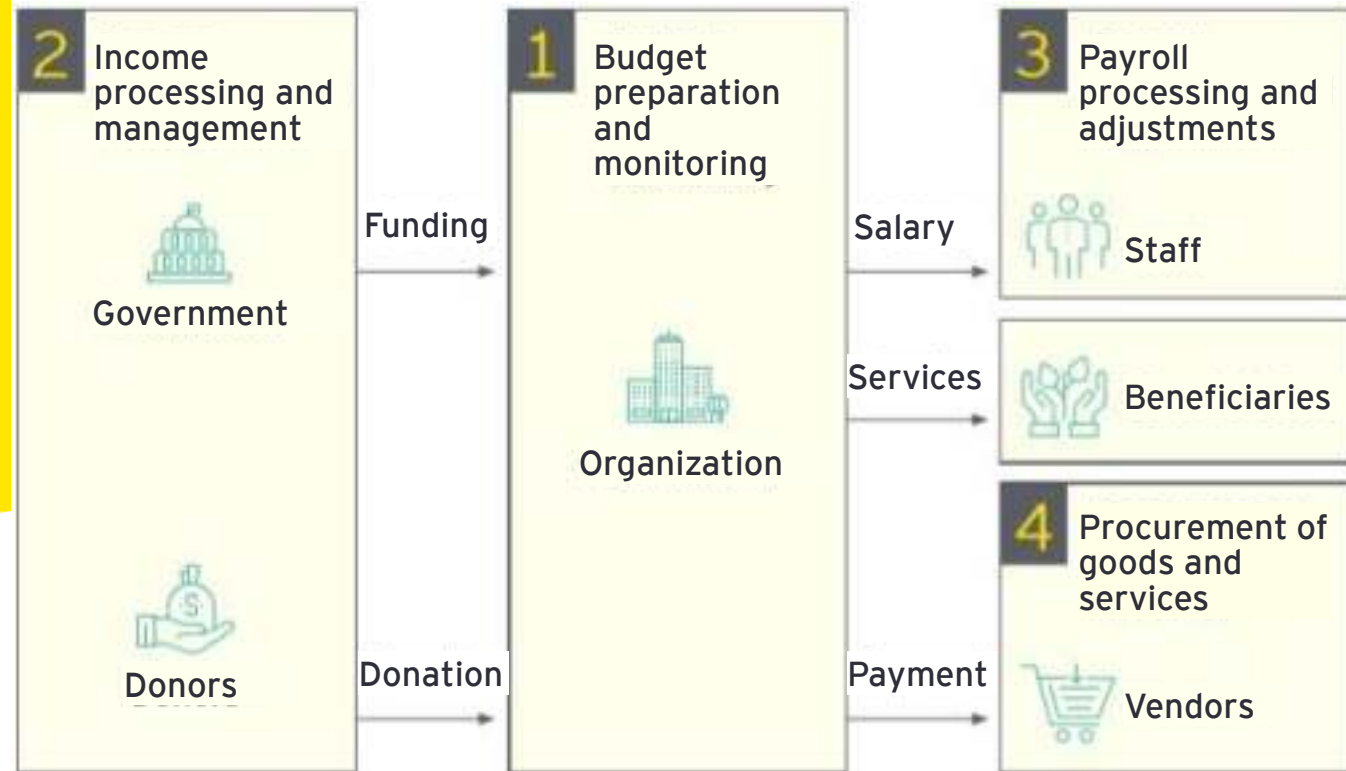 2
Income
processing and
management
Government
Donors
Funding
Donation
1
Budget
preparation
and
monitoring
Organization
Salary
Services
Payment
3
Payroll
processing and
adjustments
Staff
Beneficiaries
4
Procurement of
goods and
services
Vendors